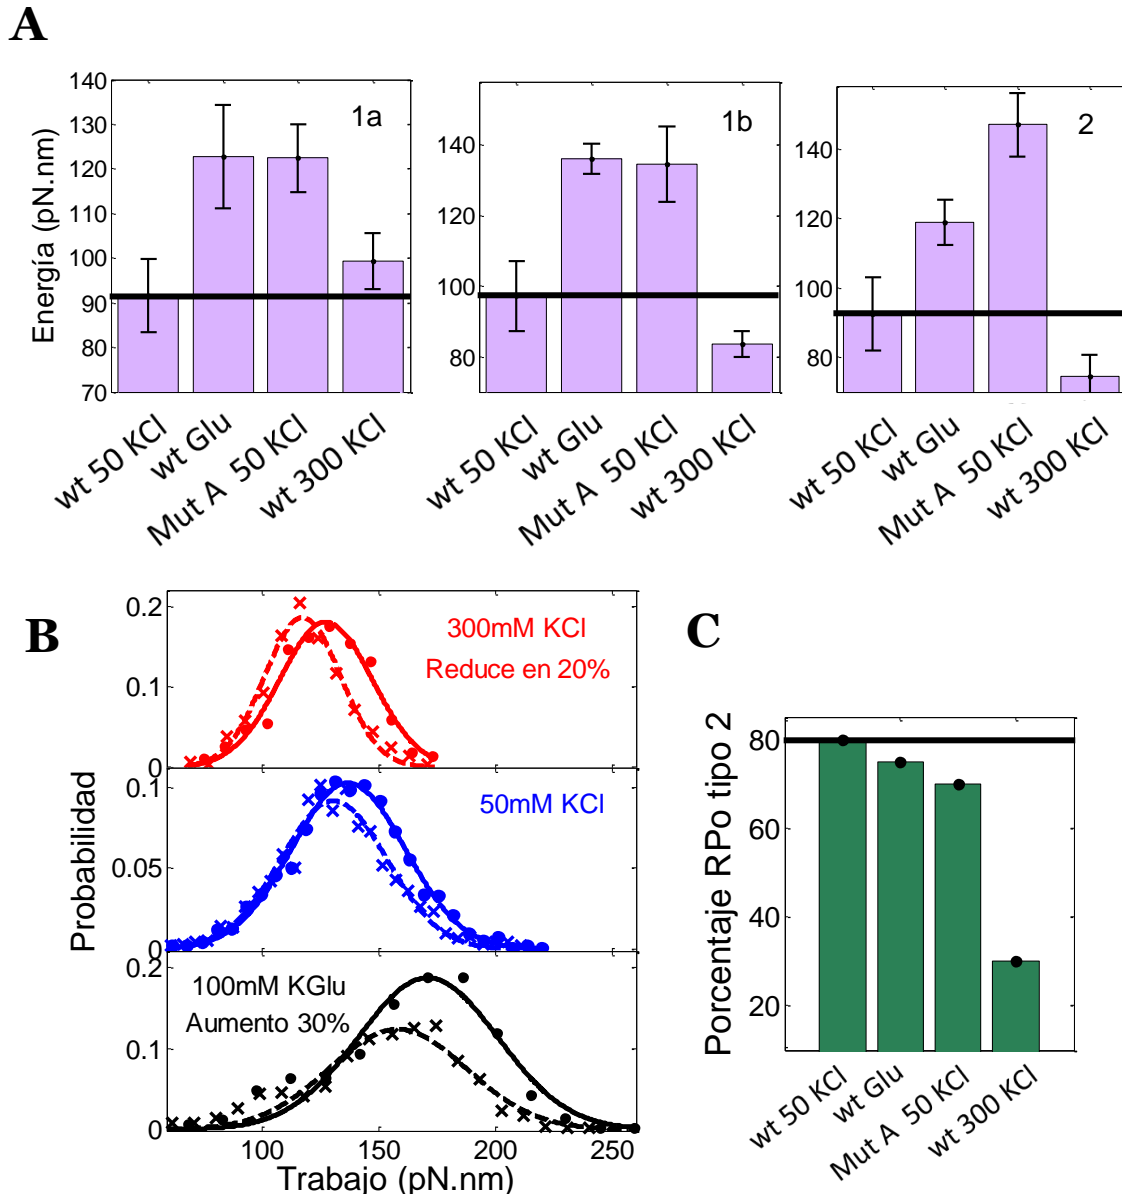 A
Energía (pN.nm)
140
130
120
110
100
90
80
70
1a
wt 50 KCl
wt Glu
Mut A 50 KCl
wt 300 KCl
140
120
100
80
1b
wt 50 KCl
wt Glu
Mut A 50 KCl
wt 300 KCl
140
120
100
80
2
wt 50 KCl
wt Glu
Mut A 50 KCl
wt 300 KCl
B
Probabilidad
0.2
0.1
0
300mM KCl
Reduce en 20%
0.1
0.05
0
50mM KCl
0.2
0.1
0
100mM KGlu
Aumento 30%
100
150
200
250
Trabajo (pN.nm)
C
Porcentaje RPo tipo 2
80
60
40
20
wt 50 KCl
wt Glu
Mut A 50 KCl
wt 300 KCl